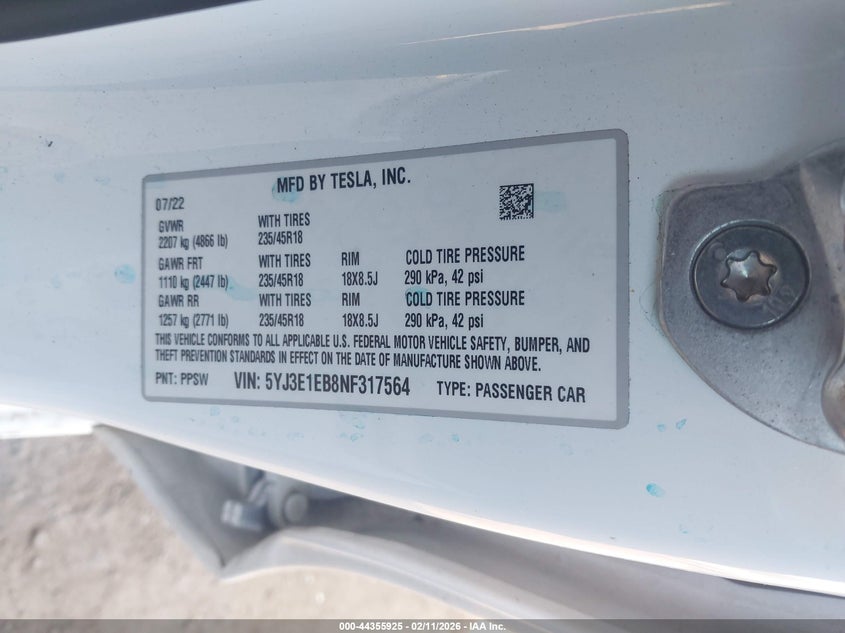 MFD BY TESLA, INC.
07/22
GVWR WITH TIRES
2207 kg (4866 lb) 235/45R18
GAWR FRT WITH TIRES RIM COLD TIRE PRESSURE
1110 kg (2447 lb) 235/45R18 18X8.5J 290 kPa, 42 psi
GAWR RR WITH TIRES RIM COLD TIRE PRESSURE
1257 kg (2771 lb) 235/45R18 18X8.5J 290 kPa, 42 psi
THIS VEHICLE CONFORMS TO ALL APPLICABLE U.S. FEDERAL MOTOR VEHICLE SAFETY, BUMPER, AND
THEFT PREVENTION STANDARDS IN EFFECT ON THE DATE OF MANUFACTURE SHOWN ABOVE.
PNT: PPSW VIN: 5YJ3E1EB8NF317564 TYPE: PASSENGER CAR
000-44355925 - 02/11/2026 - IAA Inc.